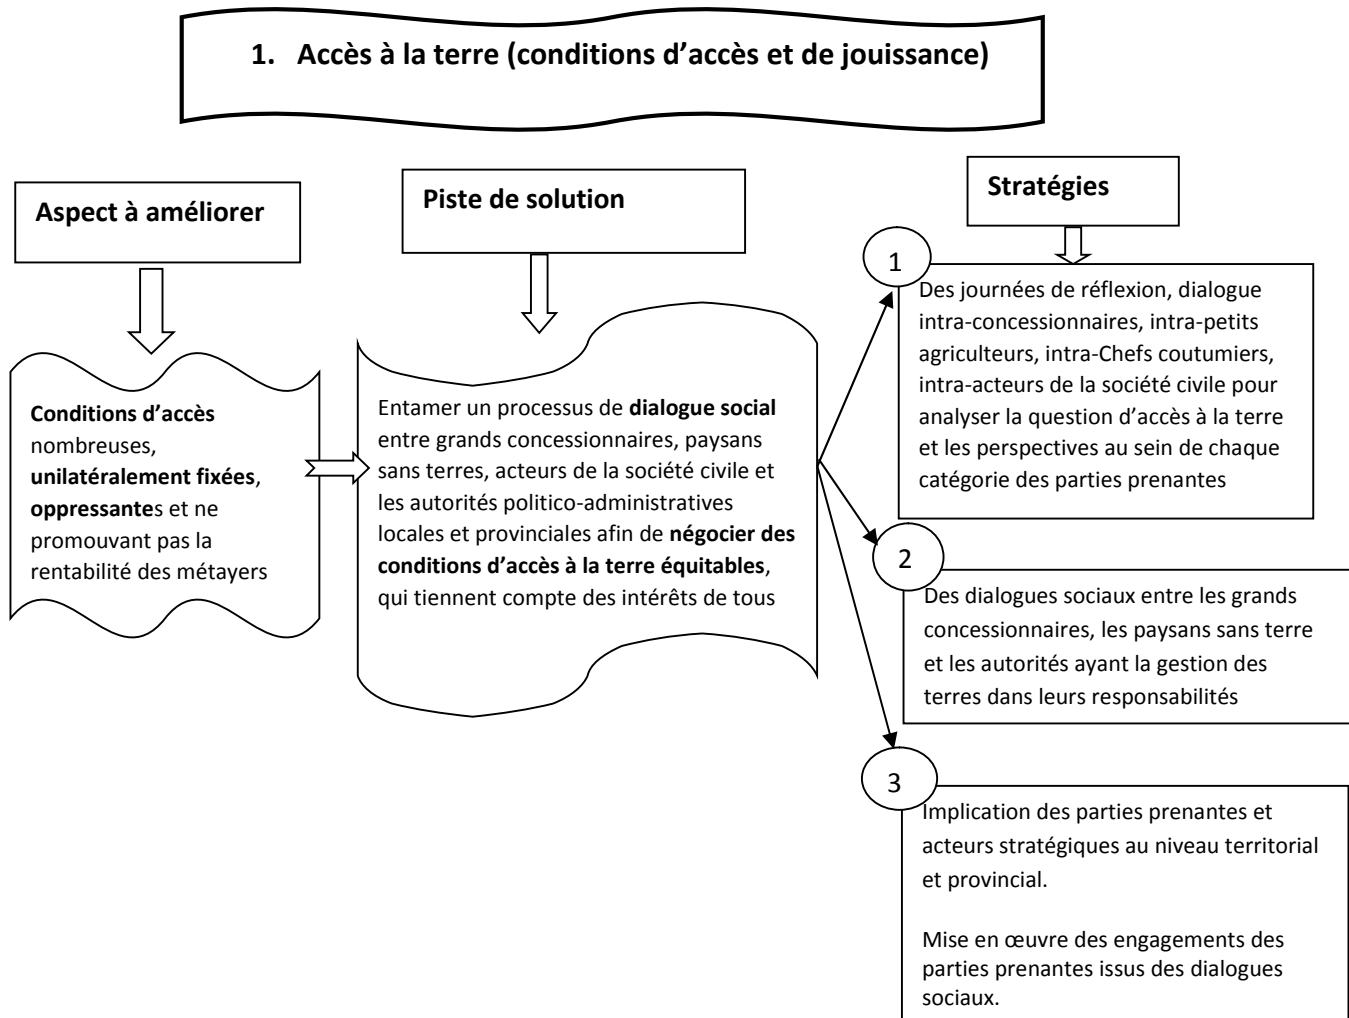 1. Accès à la terre (conditions d’accès et de jouissance)
Aspect à améliorer
Conditions d’accès
nombreuses,
unilatéralement fixées,
oppressantes et ne
promouvant pas la
rentabilité des métayers
Piste de solution
Entamer un processus de dialogue social
entre grands concessionnaires, paysans
sans terres, acteurs de la société civile et
les autorités politico-administratives
locales et provinciales afin de négocier des
conditions d’accès à la terre équitables,
qui tiennent compte des intérêts de tous
Stratégies
1
Des journées de réflexion, dialogue
intra-concessionnaires, intra-petits
agriculteurs, intra-Chefs coutumiers,
intra-acteurs de la société civile pour
analyser la question d’accès à la terre
et les perspectives au sein de chaque
catégorie des parties prenantes
2
Des dialogues sociaux entre les grands
concessionnaires, les paysans sans terre
et les autorités ayant la gestion des
terres dans leurs responsabilités
3
Implication des parties prenantes et
acteurs stratégiques au niveau territorial
et provincial.
Mise en œuvre des engagements des
parties prenantes issus des dialogues
sociaux.